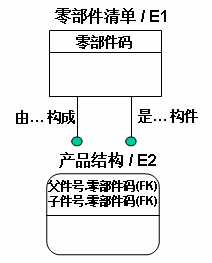 零部件清单 / E1
零部件码
由… 构成
是… 构件
产品结构 / E2
父件号.零部件码(FK)
子件号.零部件码(FK)